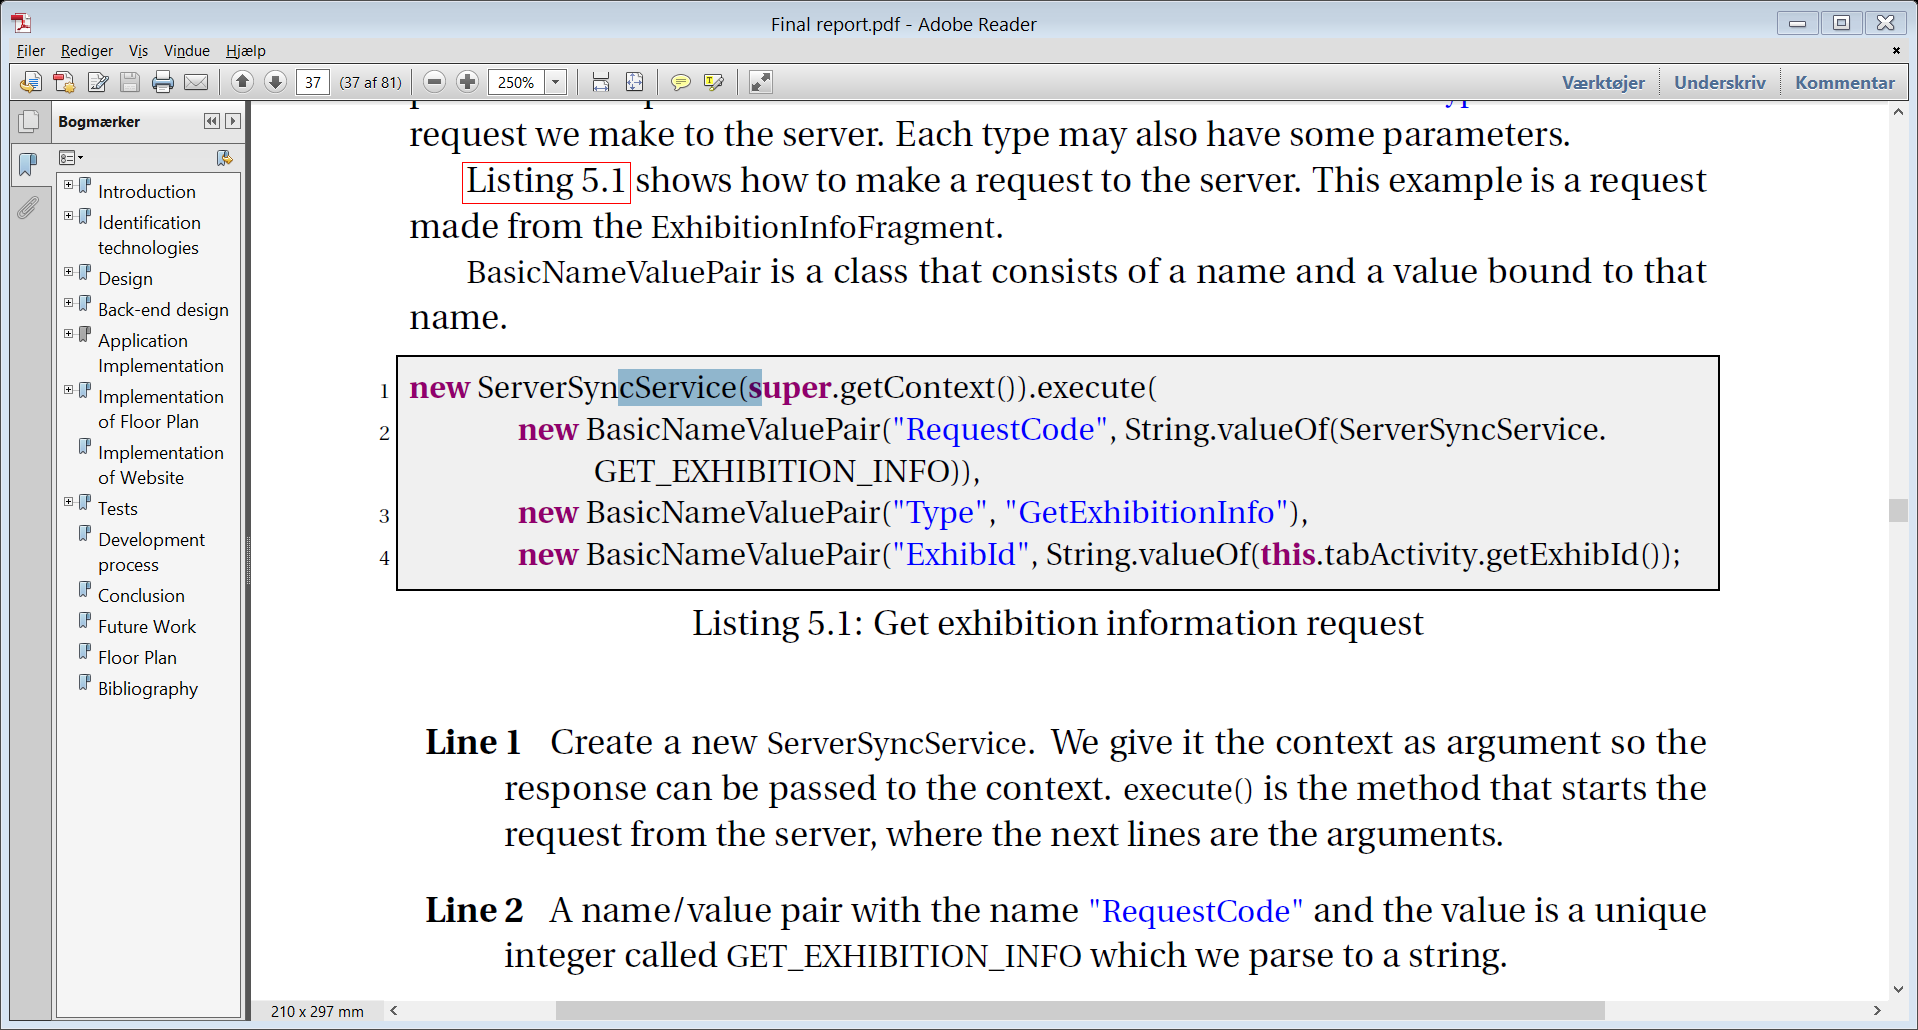 Final report.pdf - Adobe Reader
Filer Rediger Vis Vindue Hjælp
37 (37 af 81) 250% Værktøjer Underskriv Kommentar
Bogmærker
Introduction
Identification
technologies
Design
Back-end design
Application
Implementation
Implementation
of Floor Plan
Implementation
of Website
Tests
Development
process
Conclusion
Future Work
Floor Plan
Bibliography
request we make to the server. Each type may also have some parameters.
Listing 5.1 shows how to make a request to the server. This example is a request
made from the ExhibitionInfoFragment.
BasicNameValuePair is a class that consists of a name and a value bound to that
name.
1 new ServerSyncService(super.getContext()).execute(
2 new BasicNameValuePair("RequestCode", String.valueOf(ServerSyncService.
GET_EXHIBITION_INFO)),
3 new BasicNameValuePair("Type", "GetExhibitionInfo"),
4 new BasicNameValuePair("ExhibId", String.valueOf(this.tabActivity.getExhibId());
Listing 5.1: Get exhibition information request
Line 1 Create a new ServerSyncService. We give it the context as argument so the
response can be passed to the context. execute() is the method that starts the
request from the server, where the next lines are the arguments.
Line 2 A name/value pair with the name "RequestCode" and the value is a unique
integer called GET_EXHIBITION_INFO which we parse to a string.
210 x 297 mm